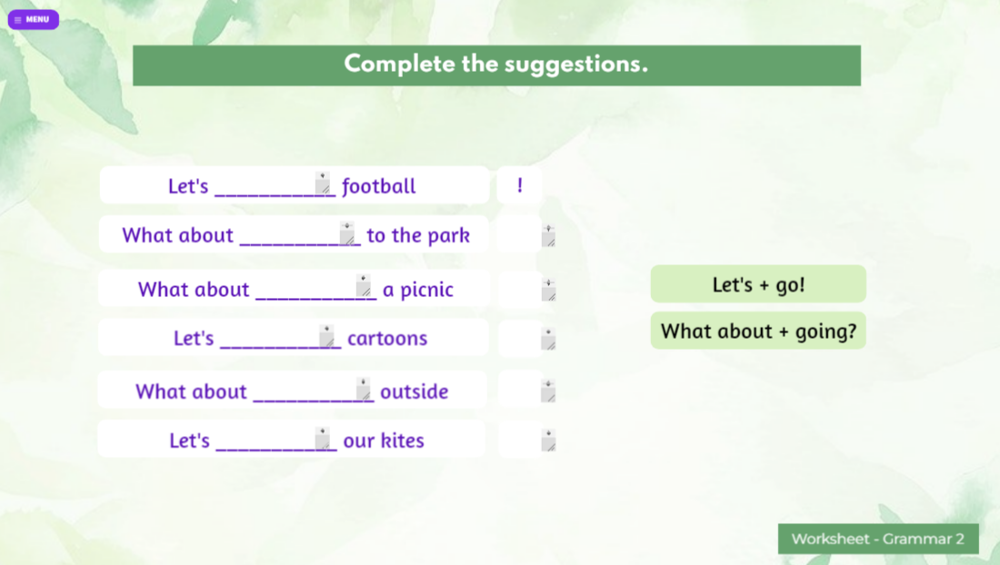 MENU
Complete the suggestions.
Let's ___________ football !
What about ___________ to the park
What about ___________ a picnic
Let's ___________ cartoons
What about ___________ outside
Let's ___________ our kites
Let's + go!
What about + going?
Worksheet - Grammar 2